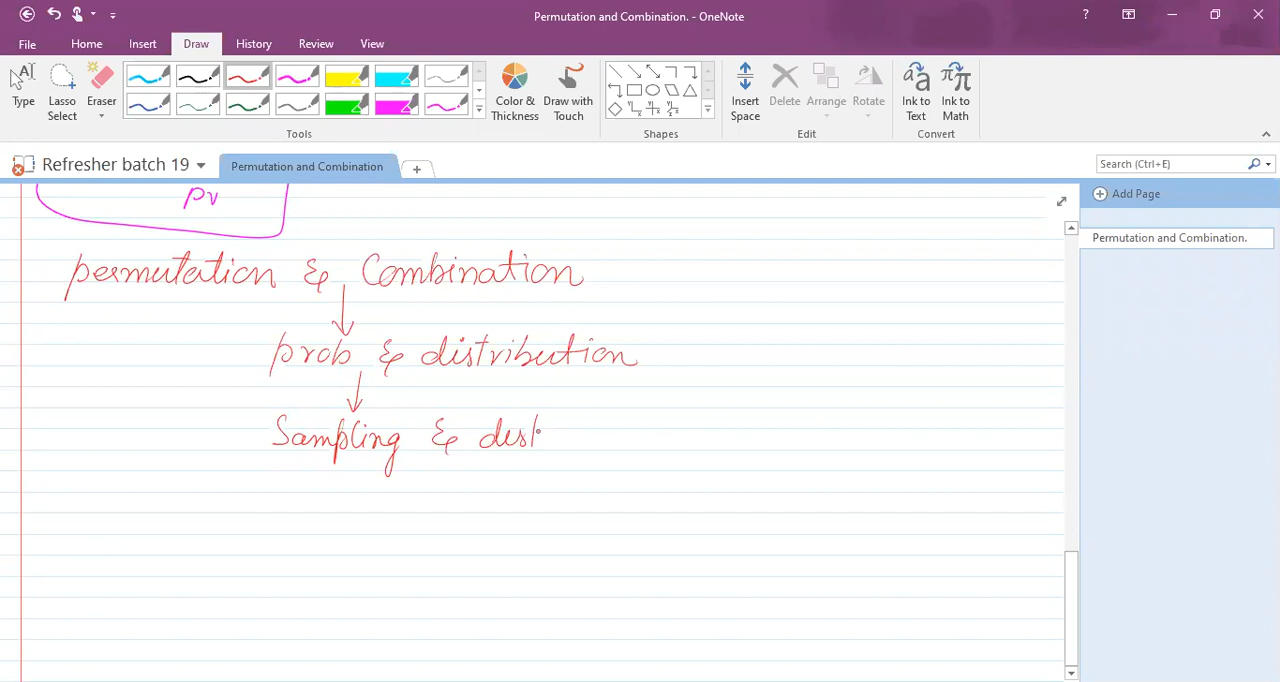 Permutation and Combination. - OneNote
?
File Home Insert Draw History Review View
Type Lasso Select Eraser Color & Thickness Draw with Touch Insert Space Delete Arrange Rotate Ink to Text Ink to Math
Tools Shapes Edit Convert
Refresher batch 19 Permutation and Combination Search (Ctrl+E)
Add Page
Permutation and Combination.
pv
permutation & Combination
prob & distribution
Sampling & dist